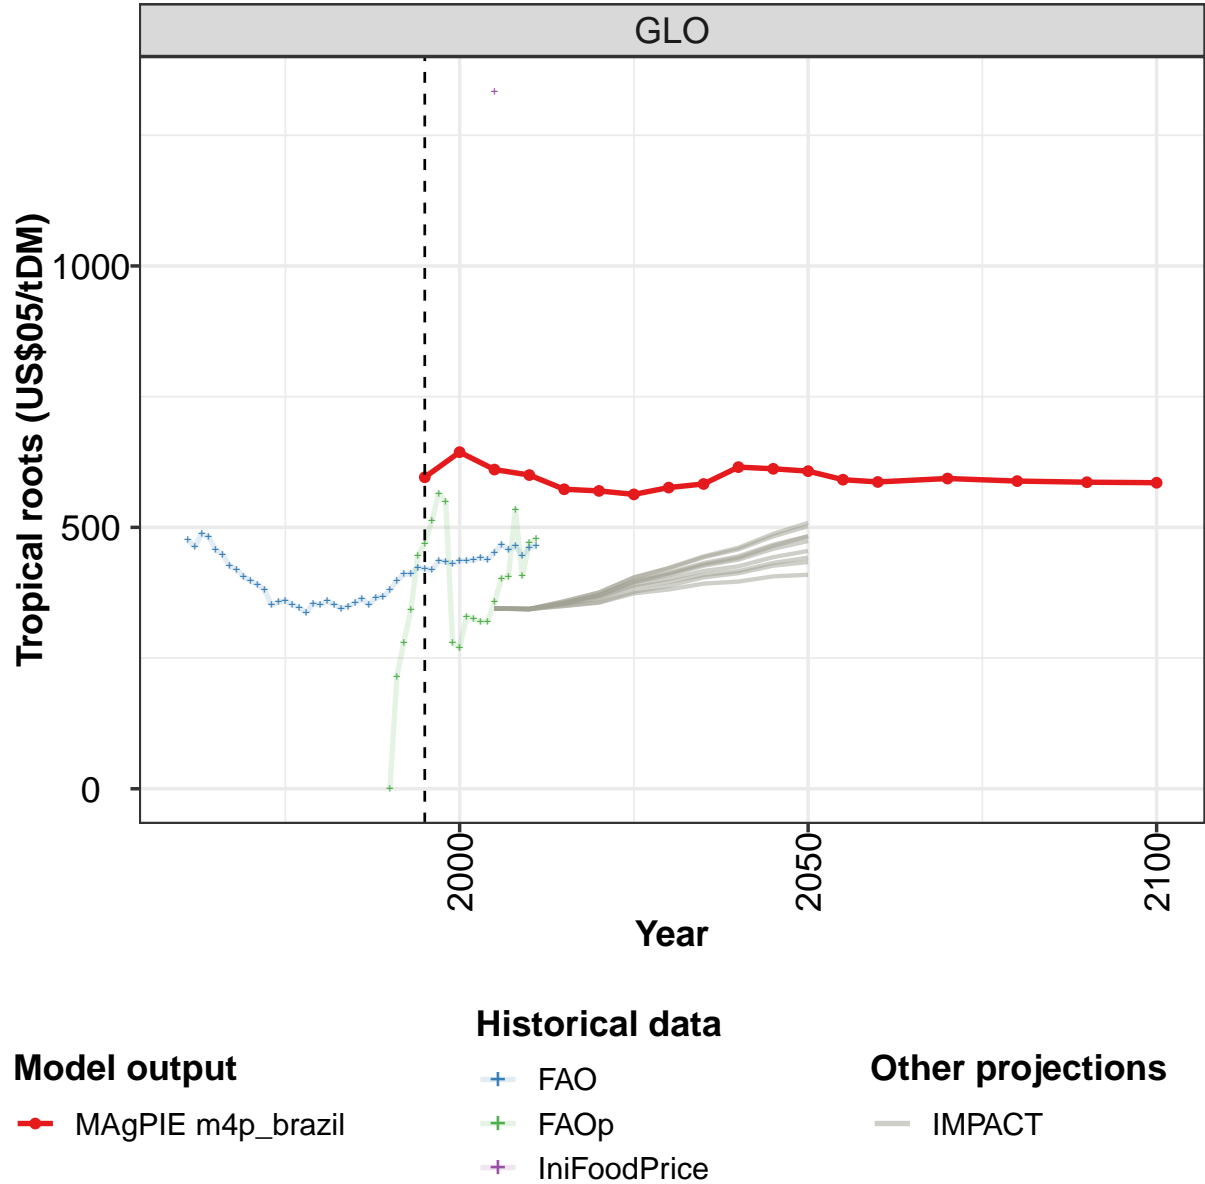 GLO
Tropical roots (US$05/tDM)
1000
500
0
2000
2050
2100
Year
Model output
MAgPIE m4p_brazil
Historical data
FAO
FAOp
IniFoodPrice
Other projections
IMPACT